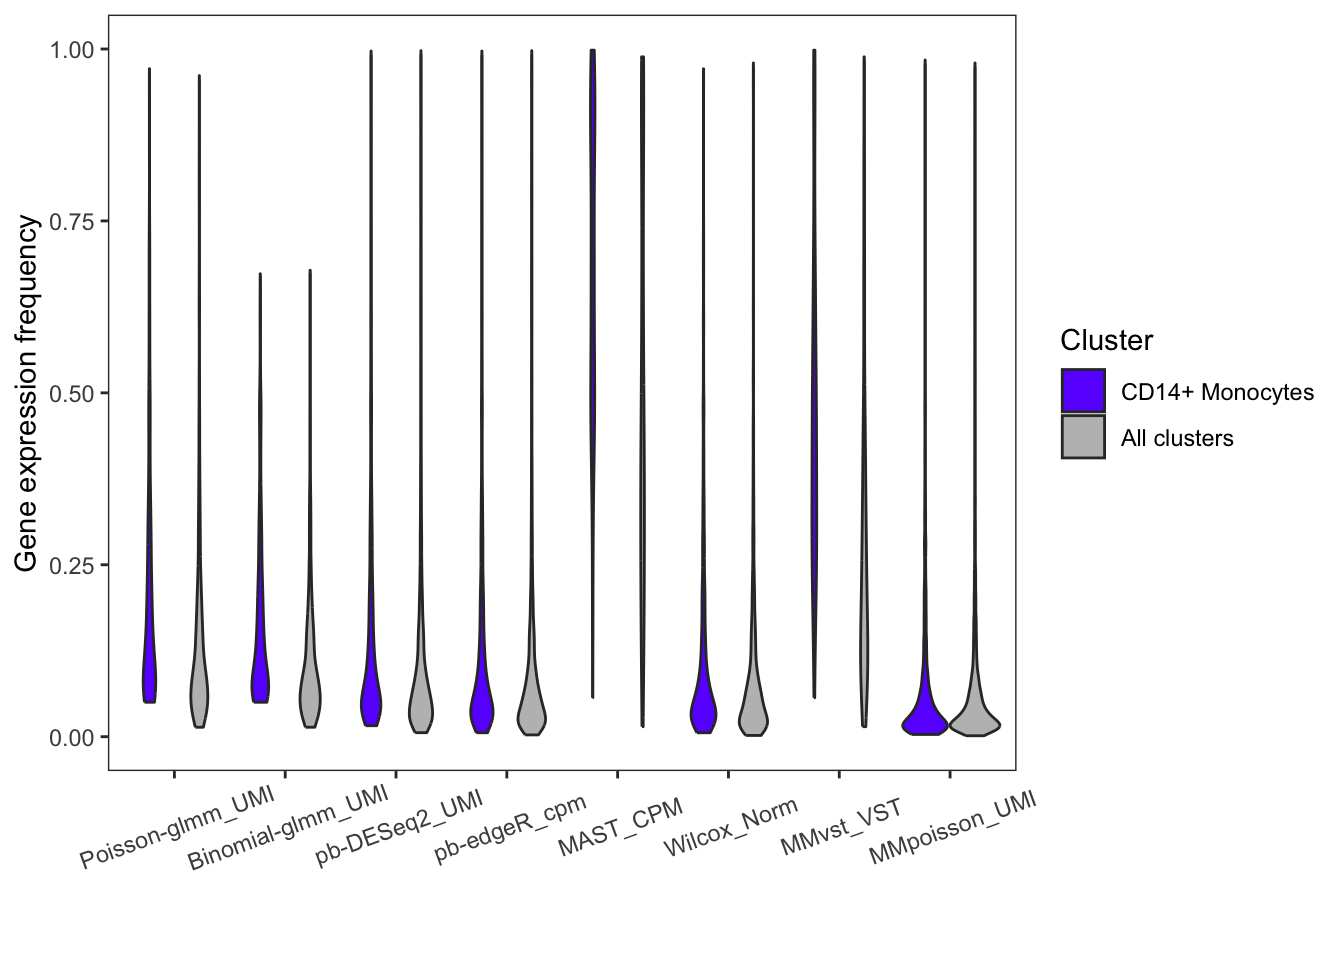 Gene expression frequency
1.00
0.75
0.50
0.25
0.00
Poisson-glmm_UMI
Binomial-glmm_UMI
pb-DESeq2_UMI
pb-edgeR_cpm
MAST_CPM
Wilcox_Norm
MMvst_VST
MMpoisson_UMI
Cluster
CD14+ Monocytes
All clusters